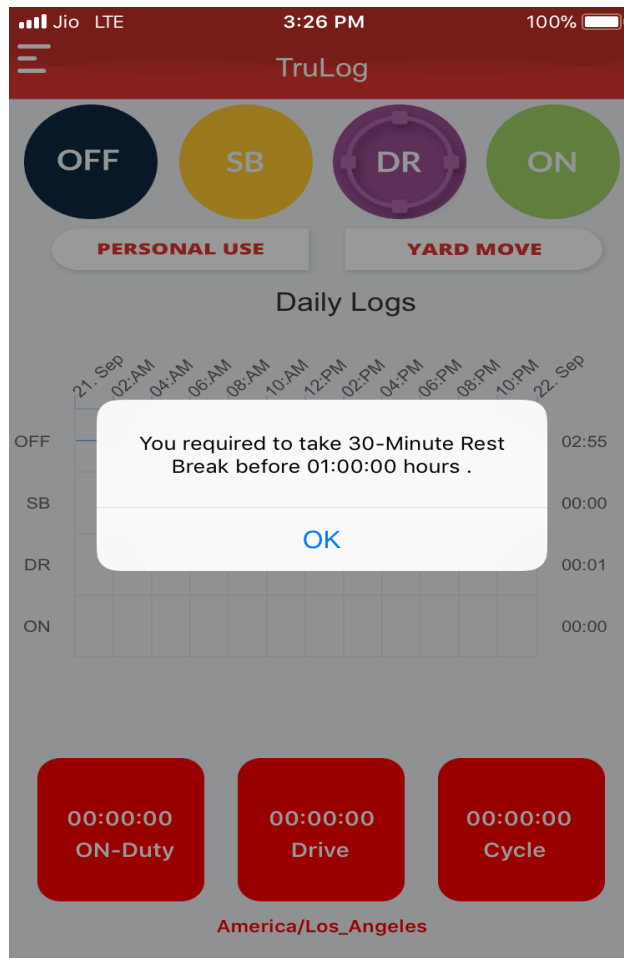 Jio LTE 3:26 PM 100%
TruLog
OFF SB DR ON
PERSONAL USE YARD MOVE
Daily Logs
21. Sep 02:AM 04:AM 06:AM 08:AM 10:AM 12:PM 02:PM 04:PM 06:PM 08:PM 10:PM 22. Sep
OFF 02:55
You required to take 30-Minute Rest
Break before 01:00:00 hours .
SB 00:00
OK
DR 00:01
ON 00:00
00:00:00 00:00:00 00:00:00
ON-Duty Drive Cycle
America/Los_Angeles